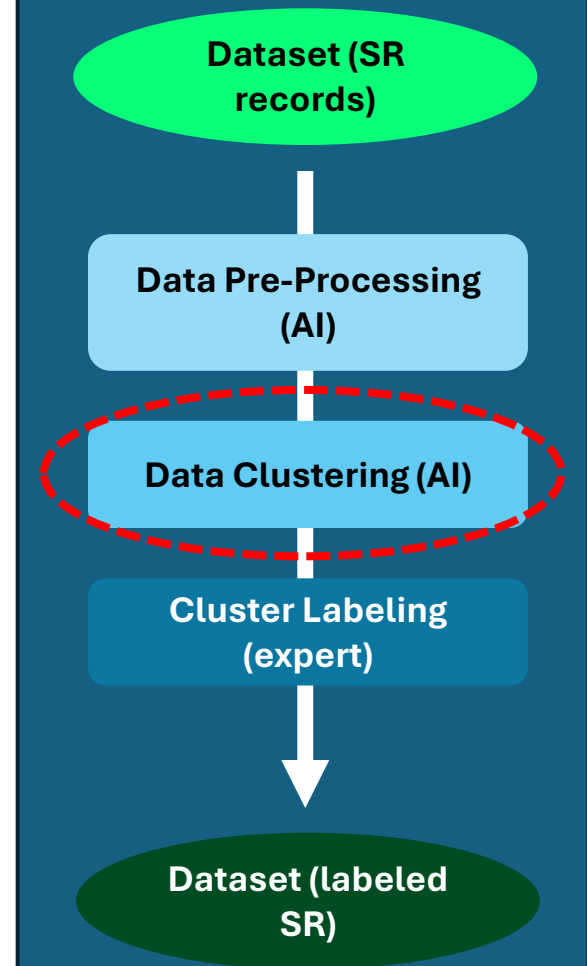 Dataset (SR
records)
Data Pre-Processing
(AI)
Data Clustering (AI)
Cluster Labeling
(expert)
Dataset (labeled
SR)